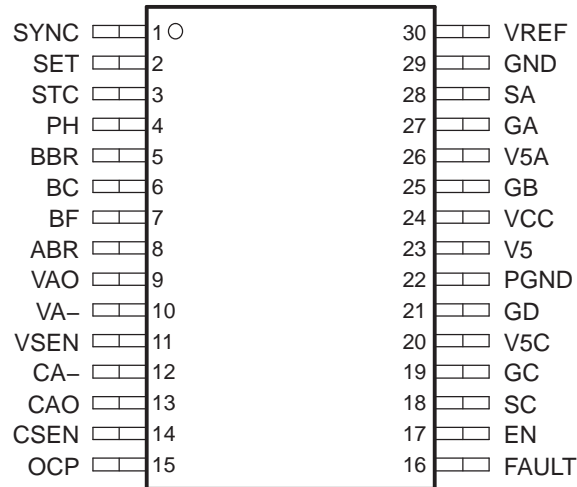 SYNC 1 30 VREF
SET 2 29 GND
STC 3 28 SA
PH 4 27 GA
BBR 5 26 V5A
BC 6 25 GB
BF 7 24 VCC
ABR 8 23 V5
VAO 9 22 PGND
VA− 10 21 GD
VSEN 11 20 V5C
CA− 12 19 GC
CAO 13 18 SC
CSEN 14 17 EN
OCP 15 16 FAULT